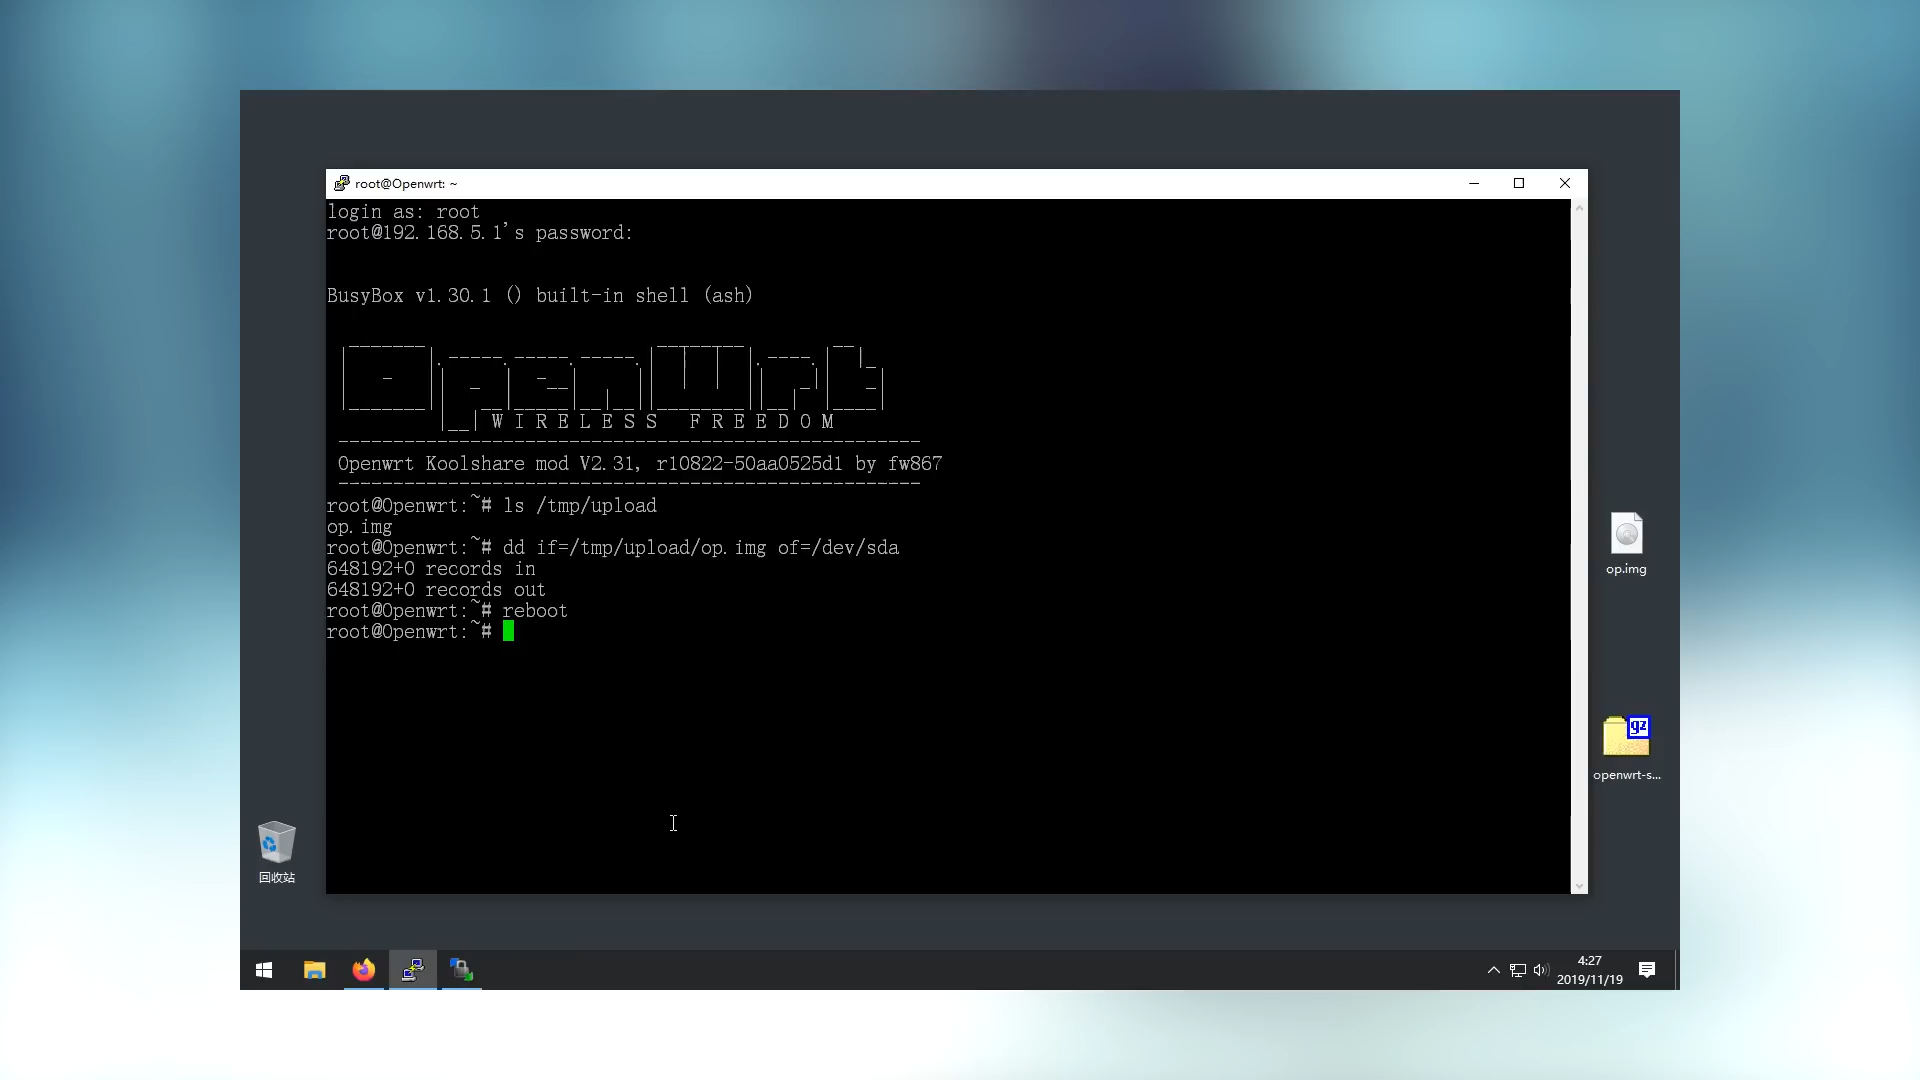 root@Openwrt: ~
login as: root
root@192.168.5.1's password:
BusyBox v1.30.1 () built-in shell (ash)
W I R E L E S S   F R E E D O M
-----------------------------------------------------
Openwrt Koolshare mod V2.31, r10822-50aa0525d1 by fw867
-----------------------------------------------------
root@Openwrt:~# ls /tmp/upload
op.img
root@Openwrt:~# dd if=/tmp/upload/op.img of=/dev/sda
648192+0 records in
648192+0 records out
root@Openwrt:~# reboot
root@Openwrt:~#
op.img
gz
openwrt-s...
回收站
4:27
2019/11/19